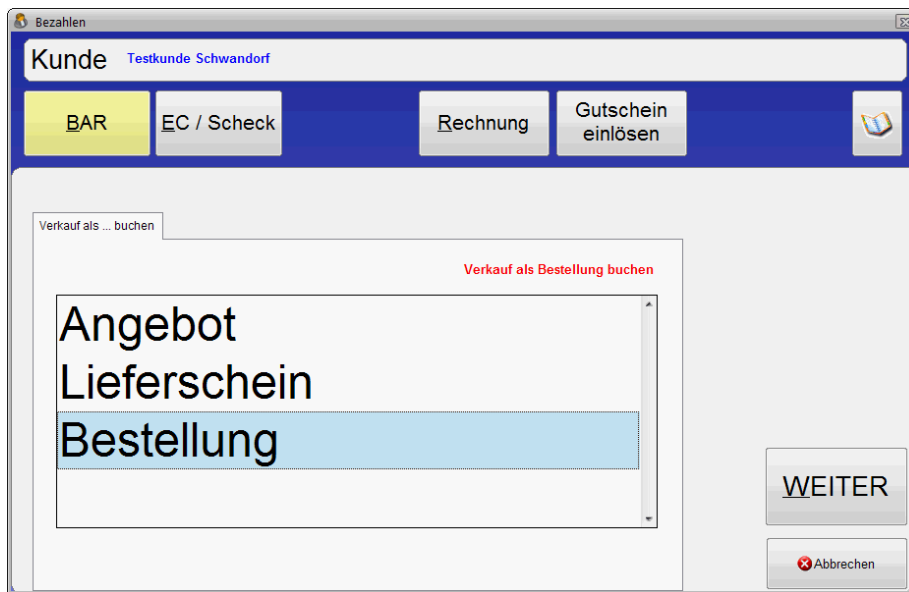 Bezahlen
Kunde Testkunde Schwandorf
BAR
EC / Scheck
Rechnung
Gutschein
einlösen
Verkauf als ... buchen
Verkauf als Bestellung buchen
Angebot
Lieferschein
Bestellung
WEITER
Abbrechen